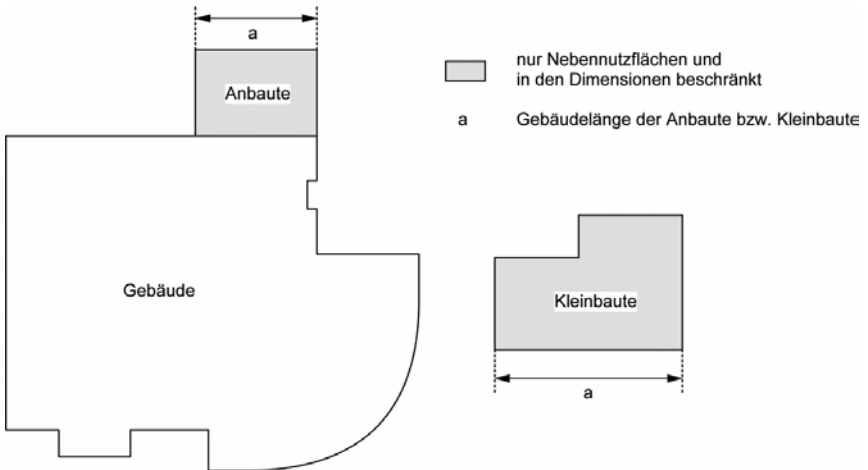 a
Anbaute
nur Nebennutzflächen und
in den Dimensionen beschränkt
a Gebäudelänge der Anbaute bzw. Kleinbaute
Gebäude
Kleinbaute
a